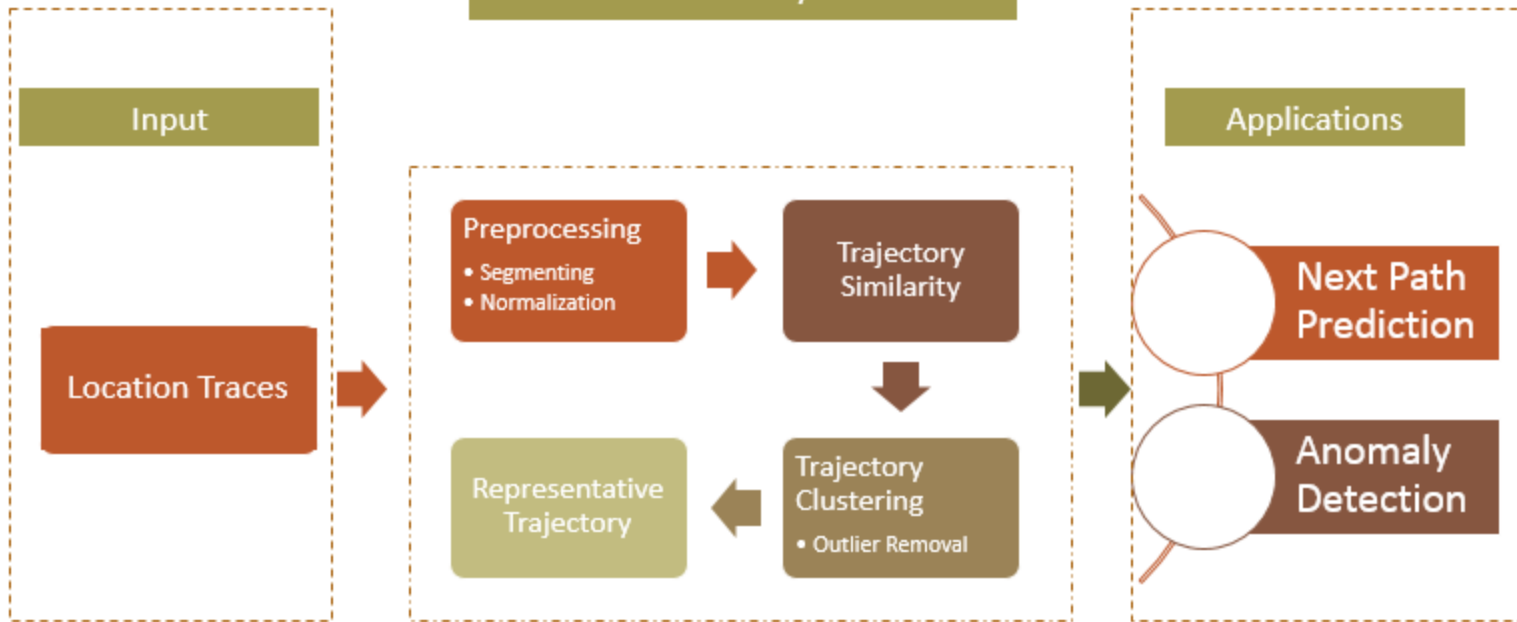 Input
Applications
Preprocessing
• Segmenting
• Normalization
Trajectory
Similarity
Location Traces
Representative
Trajectory
Trajectory
Clustering
• Outlier Removal
Next Path
Prediction
Anomaly
Detection